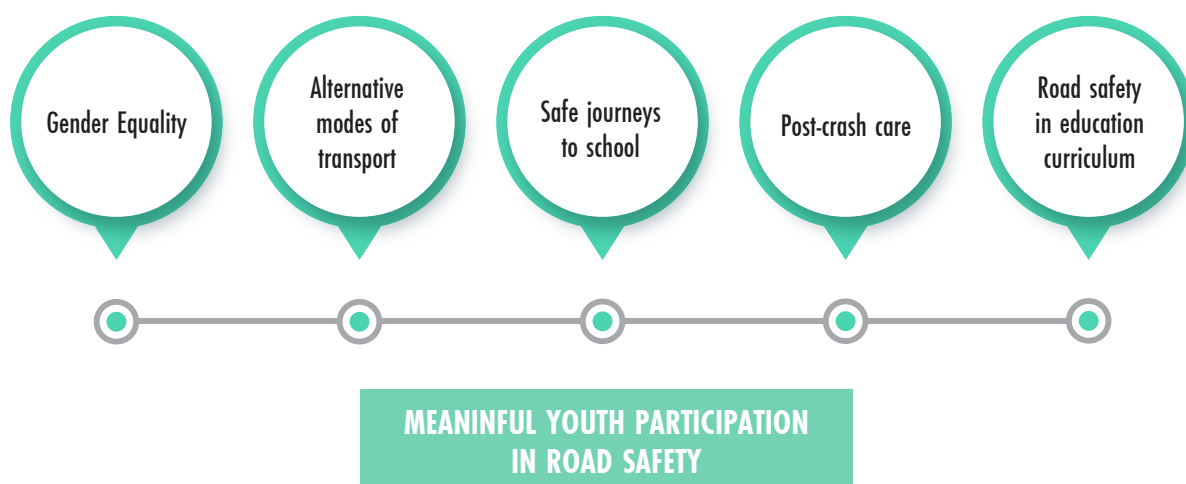 Gender Equality
Alternative
modes of
transport
Safe journeys
to school
Post-crash care
Road safety
in education
curriculum
MEANINFUL YOUTH PARTICIPATION
IN ROAD SAFETY